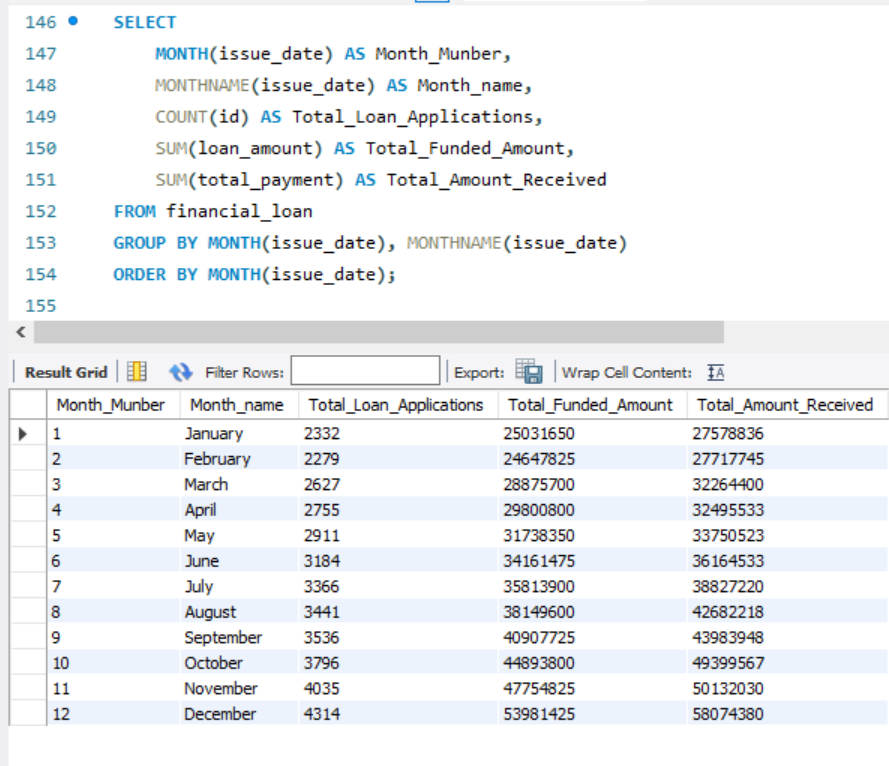 146 SELECT
147 MONTH(issue_date) AS Month_Munber,
148 MONTHNAME(issue_date) AS Month_name,
149 COUNT(id) AS Total_Loan_Applications,
150 SUM(loan_amount) AS Total_Funded_Amount,
151 SUM(total_payment) AS Total_Amount_Received
152 FROM financial_loan
153 GROUP BY MONTH(issue_date), MONTHNAME(issue_date)
154 ORDER BY MONTH(issue_date);
155
Result Grid Filter Rows: Export: Wrap Cell Content: IA
Month_Munber Month_name Total_Loan_Applications Total_Funded_Amount Total_Amount_Received
1 January 2332 25031650 27578836
2 February 2279 24647825 27717745
3 March 2627 28875700 32264400
4 April 2755 29800800 32495533
5 May 2911 31738350 33750523
6 June 3184 34161475 36164533
7 July 3366 35813900 38827220
8 August 3441 38149600 42682218
9 September 3536 40907725 43983948
10 October 3796 44893800 49399567
11 November 4035 47754825 50132030
12 December 4314 53981425 58074380